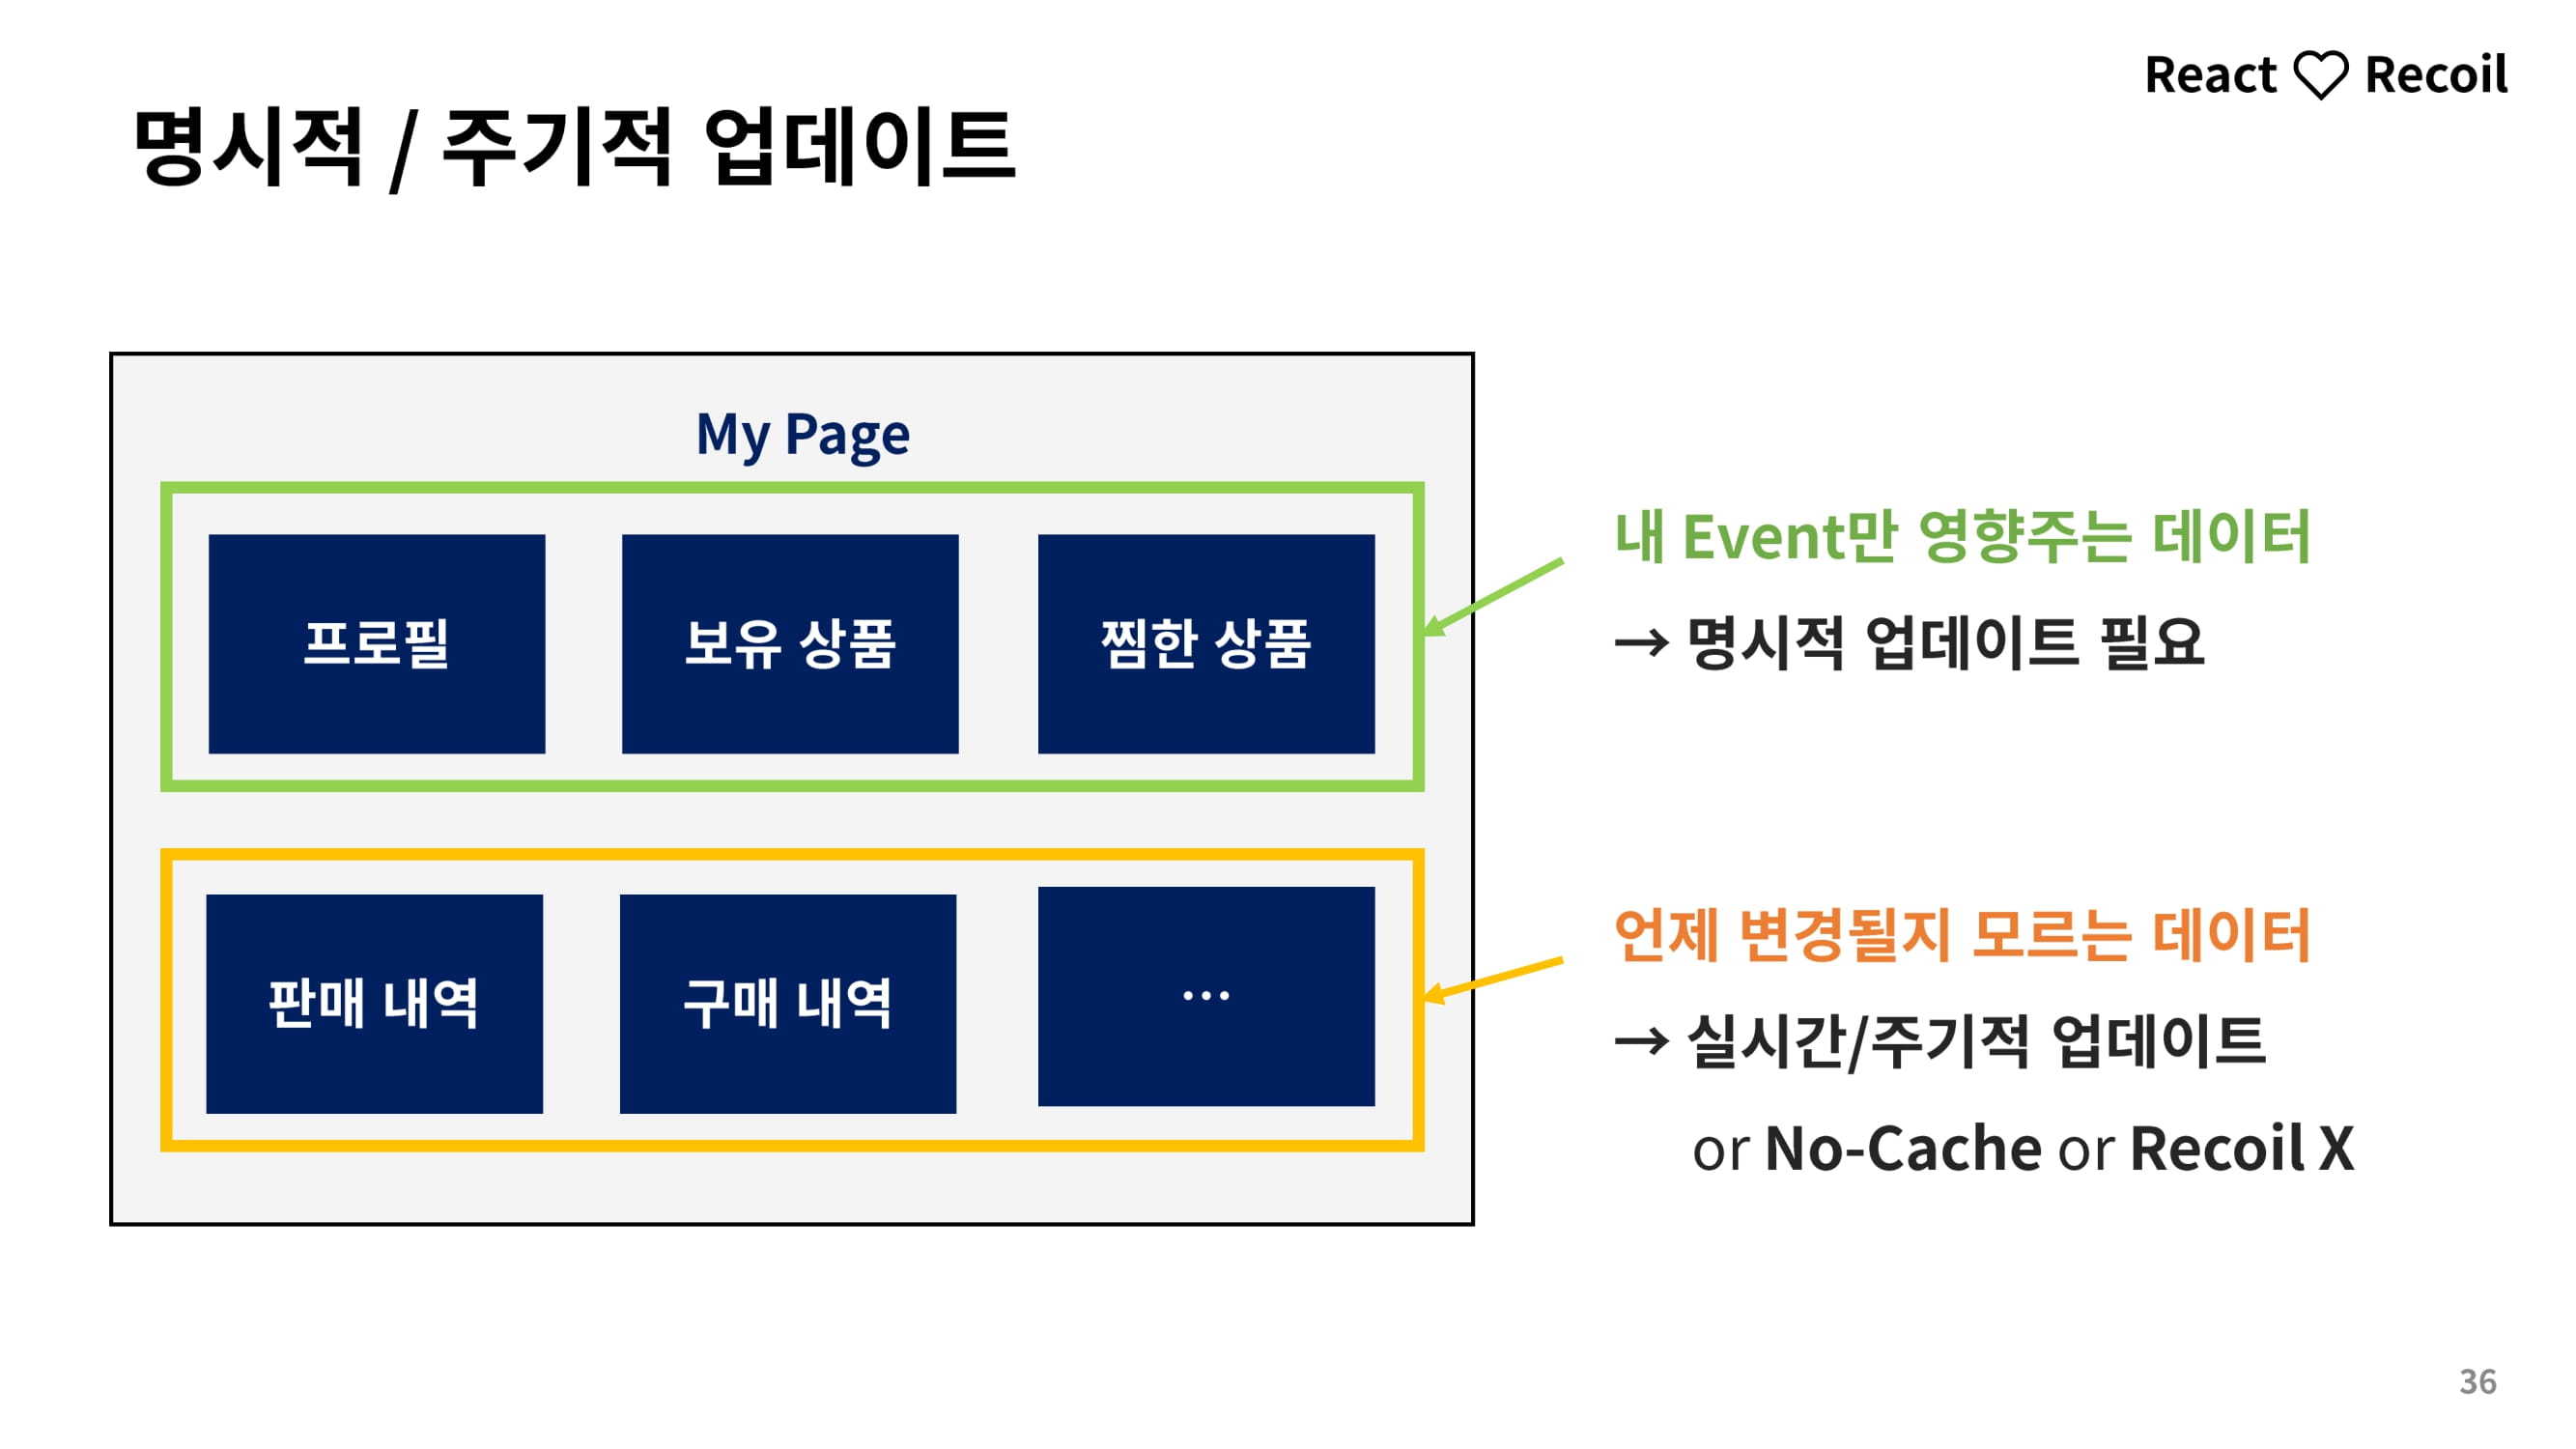 React ♡ Recoil
명시적 / 주기적 업데이트
My Page
프로필
보유 상품
찜한 상품
내 Event만 영향주는 데이터
→ 명시적 업데이트 필요
판매 내역
구매 내역
...
언제 변경될지 모르는 데이터
→ 실시간/주기적 업데이트
or No-Cache or Recoil X
36